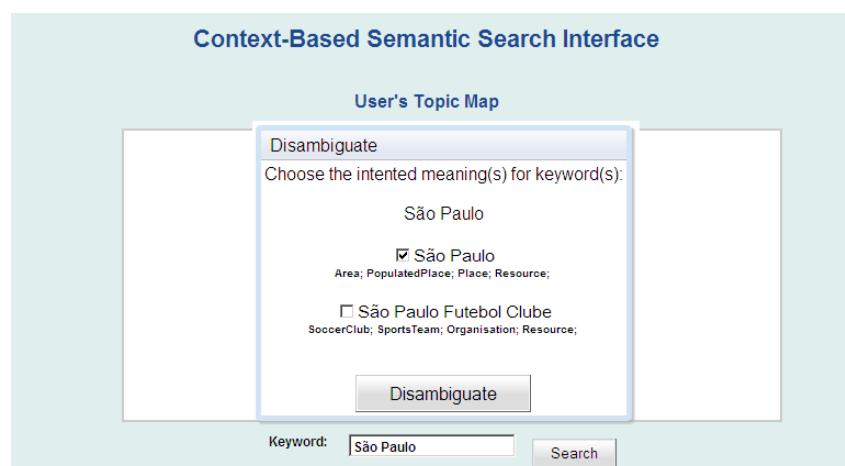 Context-Based Semantic Search Interface
User's Topic Map
Disambiguate
Choose the intented meaning(s) for keyword(s):
São Paulo
São Paulo
Area; PopulatedPlace; Place; Resource;
São Paulo Futebol Clube
SoccerClub; SportsTeam; Organisation; Resource;
Disambiguate
Keyword: São Paulo Search